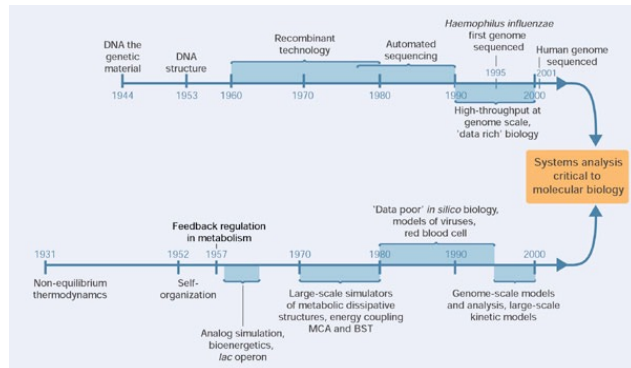 Haemophilus influenzae
first genome
sequenced
Human genome
sequenced
DNA the
genetic
material
DNA
structure
Recombinant
technology
Automated
sequencing
1995
2001
1944
1953
1960
1970
1980
1990
2000
High-throughput at
genome scale,
'data rich' biology
Systems analysis
critical to
molecular biology
'Data poor' in silico biology,
models of viruses,
red blood cell
Feedback regulation
in metabolism
1931
1952
1957
1970
1980
1990
2000
Non-equilibrium
thermodynamcs
Self-
organization
Analog simulation,
bioenergetics,
lac operon
Large-scale simulators
of metabolic dissipative
structures, energy coupling
MCA and BST
Genome-scale models
and analysis, large-scale
kinetic models